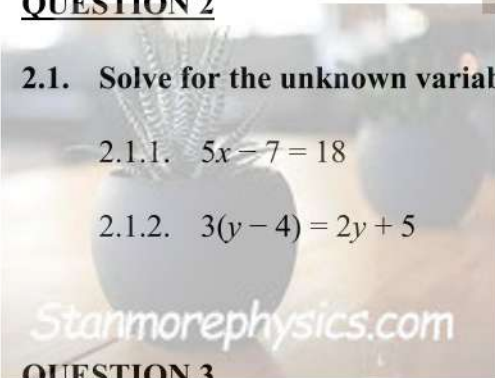 QUESTION 2
2.1. Solve for the unknown
2.1.1. 5x – 7 = 18
2.1.2. 3(y – 4) = 2y + 5
Stanmorephysics.com
QUESTION 3